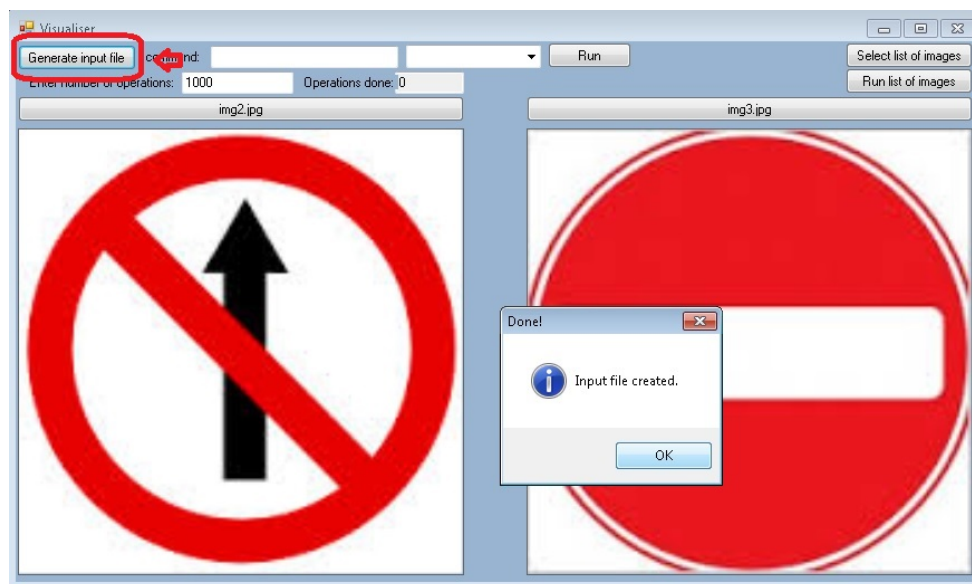 Visualiser
Generate input file
Run
Select list of images
Enter number of operations: 1000
Operations done: 0
Run list of images
img2.jpg
img3.jpg
Done!
Input file created.
OK